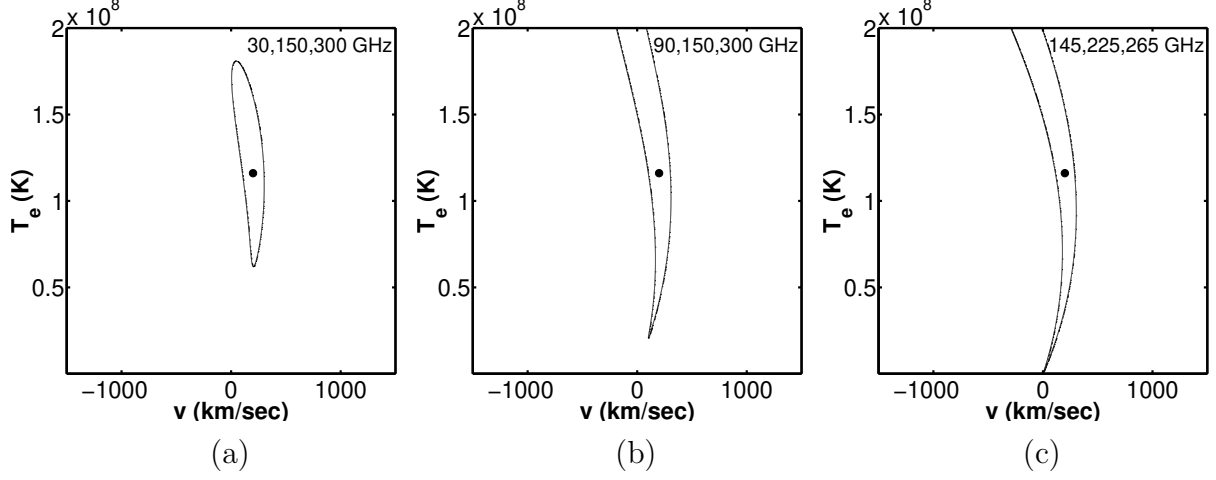 2 x 10^8
30,150,300 GHz
1.5
1
0.5
T_e (K)
−1000 0 1000
v (km/sec)
(a)
2 x 10^8
90,150,300 GHz
1.5
1
0.5
T_e (K)
−1000 0 1000
v (km/sec)
(b)
2 x 10^8
145,225,265 GHz
1.5
1
0.5
T_e (K)
−1000 0 1000
v (km/sec)
(c)